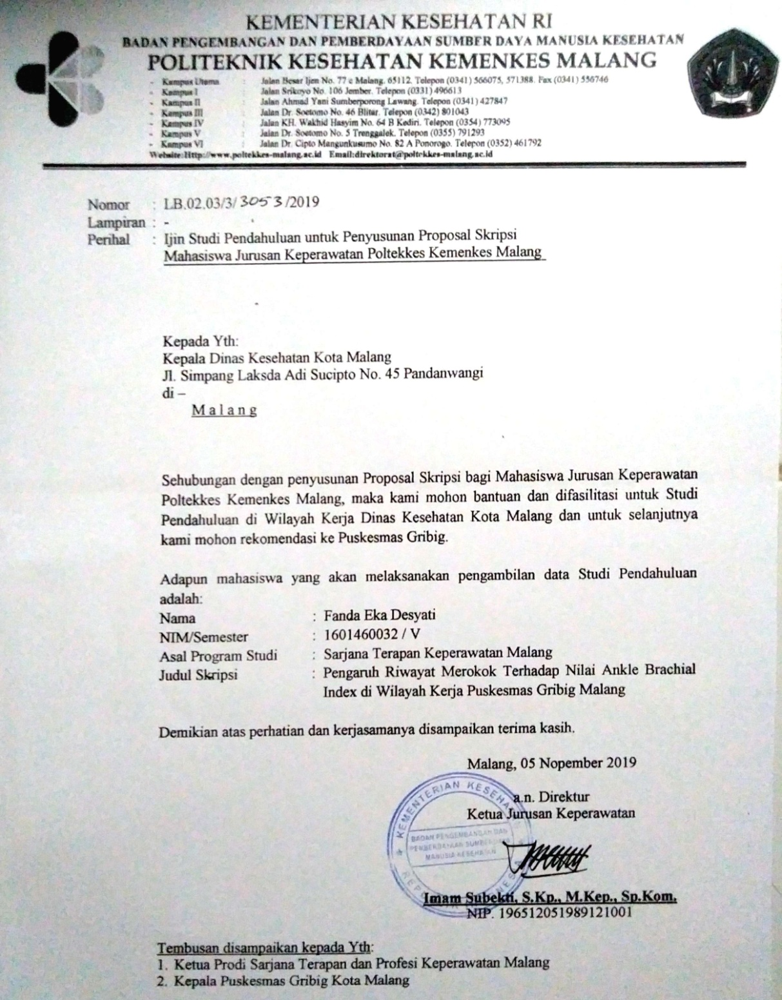 KEMENTERIAN KESEHATAN RI
BADAN PENGEMBANGAN DAN PEMBERDAYAAN SUMBER DAYA MANUSIA KESEHATAN
POLITEKNIK KESEHATAN KEMENKES MALANG
- Kampus Utama : Jalan Besar Ijen No. 77 c Malang. 65112. Telepon (0341) 566075, 571388. Fax (0341) 556746
- Kampus I : Jalan Srikoyo No. 106 Jember. Telepon (0331) 496613
- Kampus II : Jalan Ahmad Yani Sumberporong Lawang. Telepon (0341) 427847
- Kampus III : Jalan Dr. Soetomo No. 46 Blitar. Telepon (0342) 801043
- Kampus IV : Jalan KH. Wakhid Hasyim No. 64 B Kediri. Telepon (0354) 773095
- Kampus V : Jalan Dr. Soetomo No. 5 Trenggalek. Telepon (0355) 791293
- Kampus VI : Jalan Dr. Cipto Mangunkusumo No. 82 A Ponorogo. Telepon (0352) 461792
Website:Http://www.poltekkes-malang.ac.id Email:direktorat@poltekkes-malang.ac.id
Nomor : LB.02.03/3/3053/2019
Lampiran : -
Perihal : Ijin Studi Pendahuluan untuk Penyusunan Proposal Skripsi
Mahasiswa Jurusan Keperawatan Poltekkes Kemenkes Malang
Kepada Yth:
Kepala Dinas Kesehatan Kota Malang
Jl. Simpang Laksda Adi Sucipto No. 45 Pandanwangi
di –
M a l a n g
Sehubungan dengan penyusunan Proposal Skripsi bagi Mahasiswa Jurusan Keperawatan
Poltekkes Kemenkes Malang, maka kami mohon bantuan dan difasilitasi untuk Studi
Pendahuluan di Wilayah Kerja Dinas Kesehatan Kota Malang dan untuk selanjutnya
kami mohon rekomendasi ke Puskesmas Gribig.
Adapun mahasiswa yang akan melaksanakan pengambilan data Studi Pendahuluan
adalah:
Nama : Fanda Eka Desyati
NIM/Semester : 1601460032 / V
Asal Program Studi : Sarjana Terapan Keperawatan Malang
Judul Skripsi : Pengaruh Riwayat Merokok Terhadap Nilai Ankle Brachial
Index di Wilayah Kerja Puskesmas Gribig Malang
Demikian atas perhatian dan kerjasamanya disampaikan terima kasih.
Malang, 05 Nopember 2019
a.n. Direktur
Ketua Jurusan Keperawatan
KEMENTERIAN KESEHATAN
BADAN PENGEMBANGAN DAN
PEMBERDAYAAN SUMBER DAYA
MANUSIA KESEHATAN
Imam Subekti, S.Kp., M.Kep., Sp.Kom.
NIP. 196512051989121001
Tembusan disampaikan kepada Yth:
1. Ketua Prodi Sarjana Terapan dan Profesi Keperawatan Malang
2. Kepala Puskesmas Gribig Kota Malang